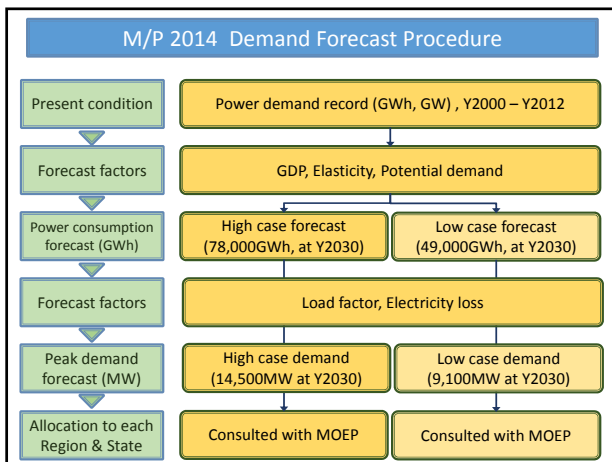 M/P 2014 Demand Forecast Procedure
Present condition
Power demand record (GWh, GW) , Y2000 – Y2012
Forecast factors
GDP, Elasticity, Potential demand
Power consumption
forecast (GWh)
High case forecast
(78,000GWh, at Y2030)
Low case forecast
(49,000GWh, at Y2030)
Forecast factors
Load factor, Electricity loss
Peak demand
forecast (MW)
High case demand
(14,500MW at Y2030)
Low case demand
(9,100MW at Y2030)
Allocation to each
Region & State
Consulted with MOEP
Consulted with MOEP